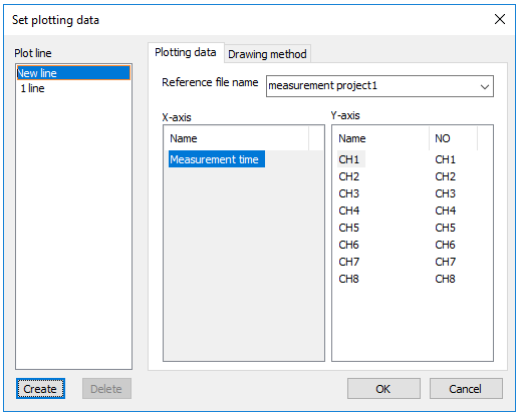 Set plotting data
Plot line
New line
1 line
Plotting data
Drawing method
Reference file name
measurement project1
X-axis
Name
Measurement time
Y-axis
Name NO
CH1 CH1
CH2 CH2
CH3 CH3
CH4 CH4
CH5 CH5
CH6 CH6
CH7 CH7
CH8 CH8
Create
Delete
OK
Cancel